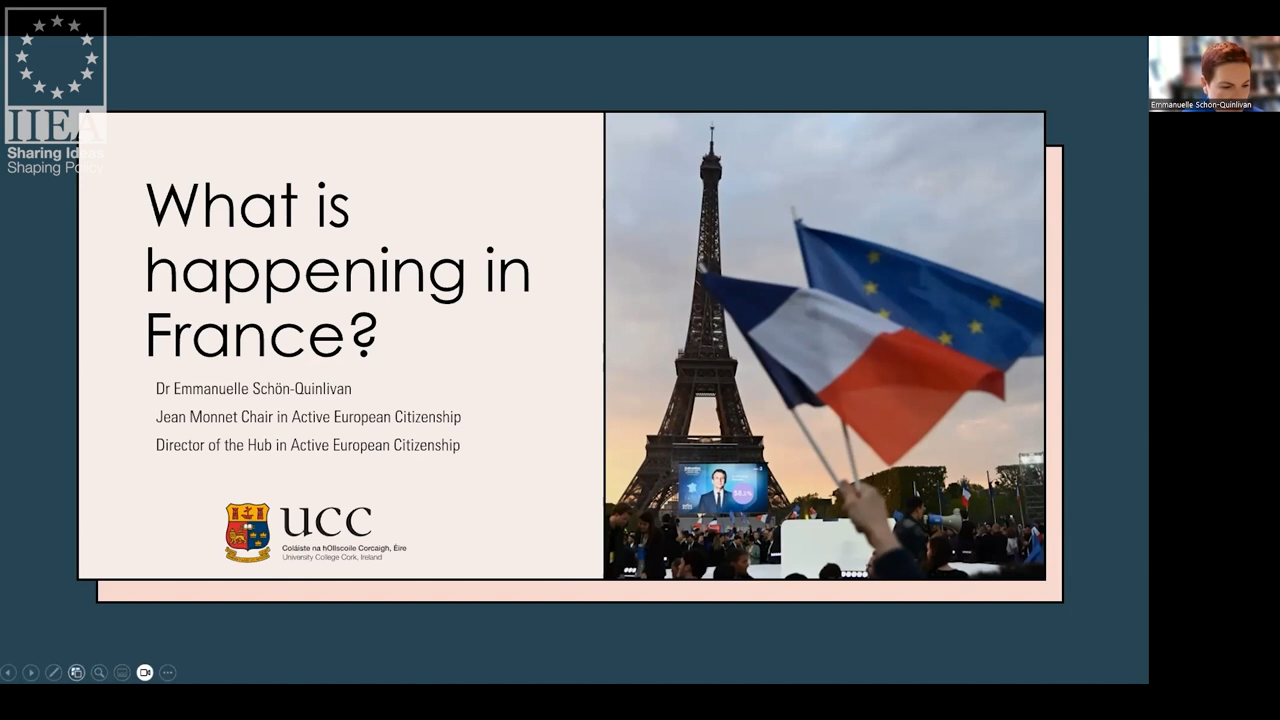 IIEA
Sharing Ideas
Shaping Policy
What is
happening in
France?
Dr Emmanuelle Schön-Quinlivan
Jean Monnet Chair in Active European Citizenship
Director of the Hub in Active European Citizenship
UCC
Coláiste na hOllscoile Corcaigh, Éire
University College Cork, Ireland
Emmanuelle Schon-Quinlivan